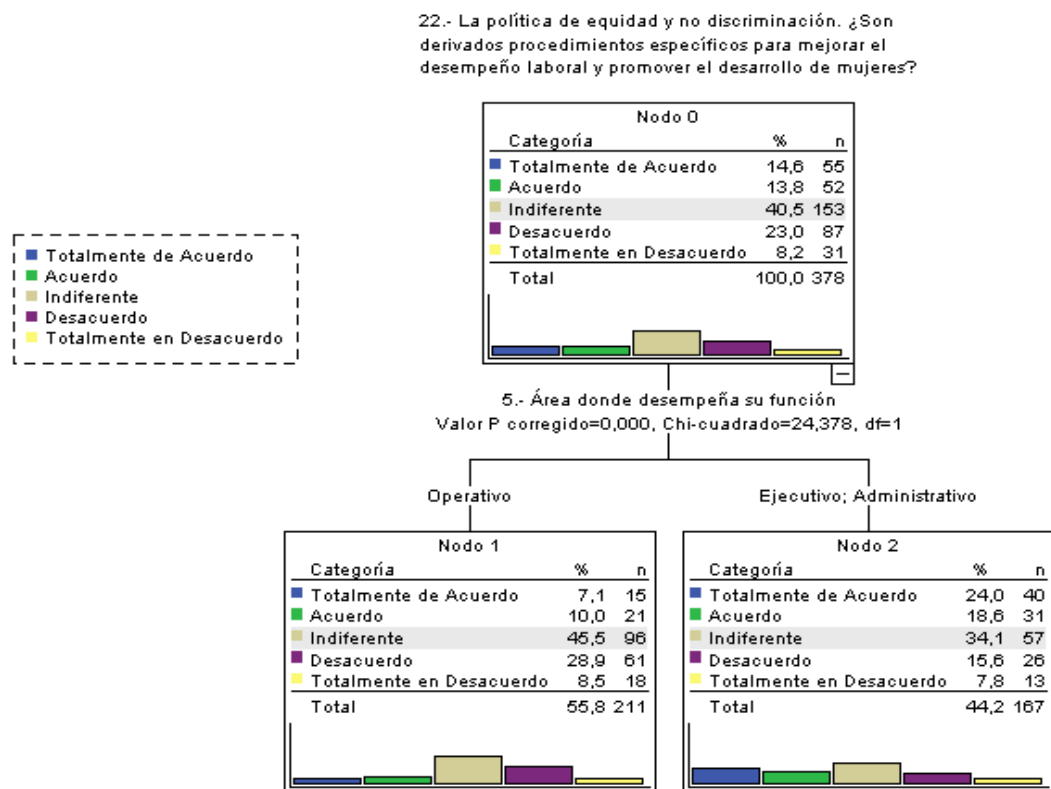 22.- La política de equidad y no discriminación. ¿Son
derivados procedimientos específicos para mejorar el
desempeño laboral y promover el desarrollo de mujeres?
Nodo 0
Categoría % n
Totalmente de Acuerdo 14,6 55
Acuerdo 13,8 52
Indiferente 40,5 153
Desacuerdo 23,0 87
Totalmente en Desacuerdo 8,2 31
Total 100,0 378
Totalmente de Acuerdo
Acuerdo
Indiferente
Desacuerdo
Totalmente en Desacuerdo
5.- Área donde desempeña su función
Valor P corregido=0,000, Chi-cuadrado=24,378, df=1
Operativo
Ejecutivo; Administrativo
Nodo 1
Categoría % n
Totalmente de Acuerdo 7,1 15
Acuerdo 10,0 21
Indiferente 45,5 96
Desacuerdo 28,9 61
Totalmente en Desacuerdo 8,5 18
Total 55,8 211
Nodo 2
Categoría % n
Totalmente de Acuerdo 24,0 40
Acuerdo 18,6 31
Indiferente 34,1 57
Desacuerdo 15,6 26
Totalmente en Desacuerdo 7,8 13
Total 44,2 167